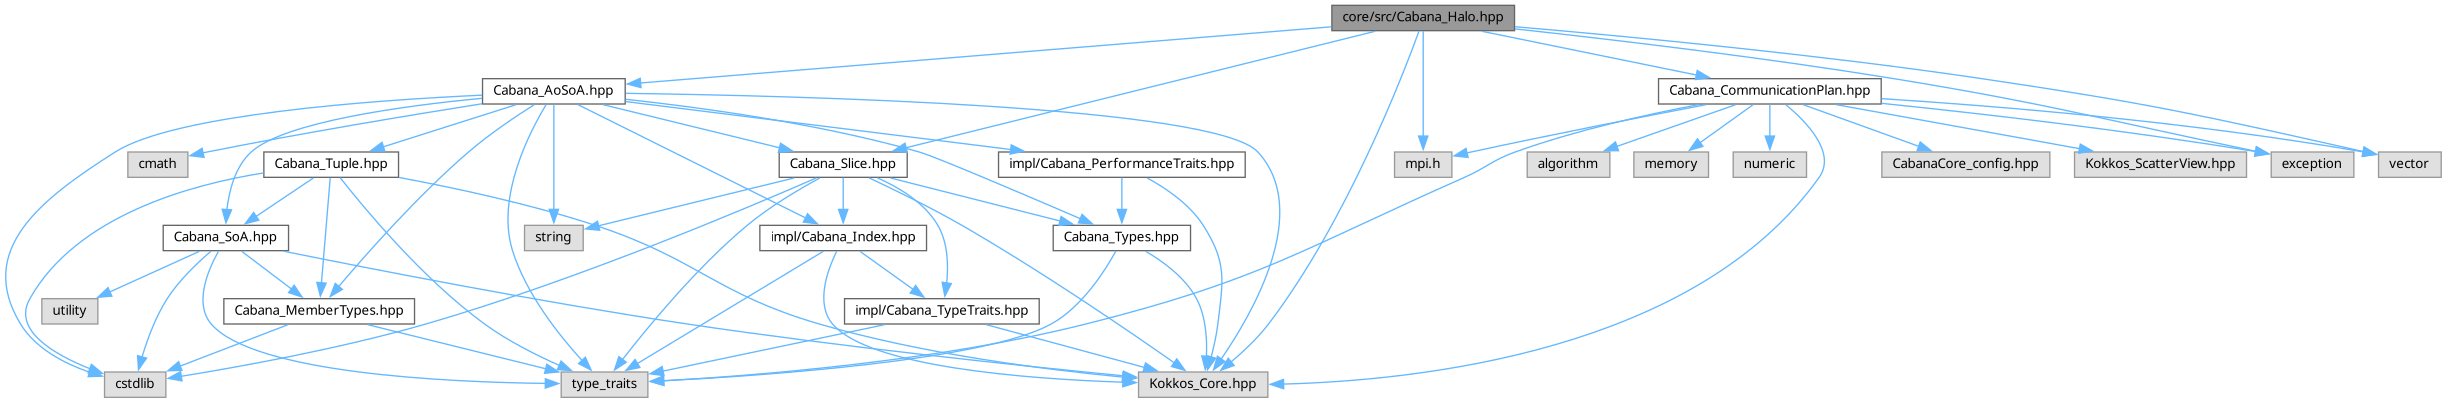 core/src/Cabana_Halo.hpp
Cabana_AoSoA.hpp
Cabana_CommunicationPlan.hpp
cmath
Cabana_Tuple.hpp
Cabana_Slice.hpp
impl/Cabana_PerformanceTraits.hpp
mpi.h
algorithm
memory
numeric
CabanaCore_config.hpp
Kokkos_ScatterView.hpp
exception
vector
Cabana_SoA.hpp
string
impl/Cabana_Index.hpp
Cabana_Types.hpp
utility
Cabana_MemberTypes.hpp
impl/Cabana_TypeTraits.hpp
cstdlib
type_traits
Kokkos_Core.hpp